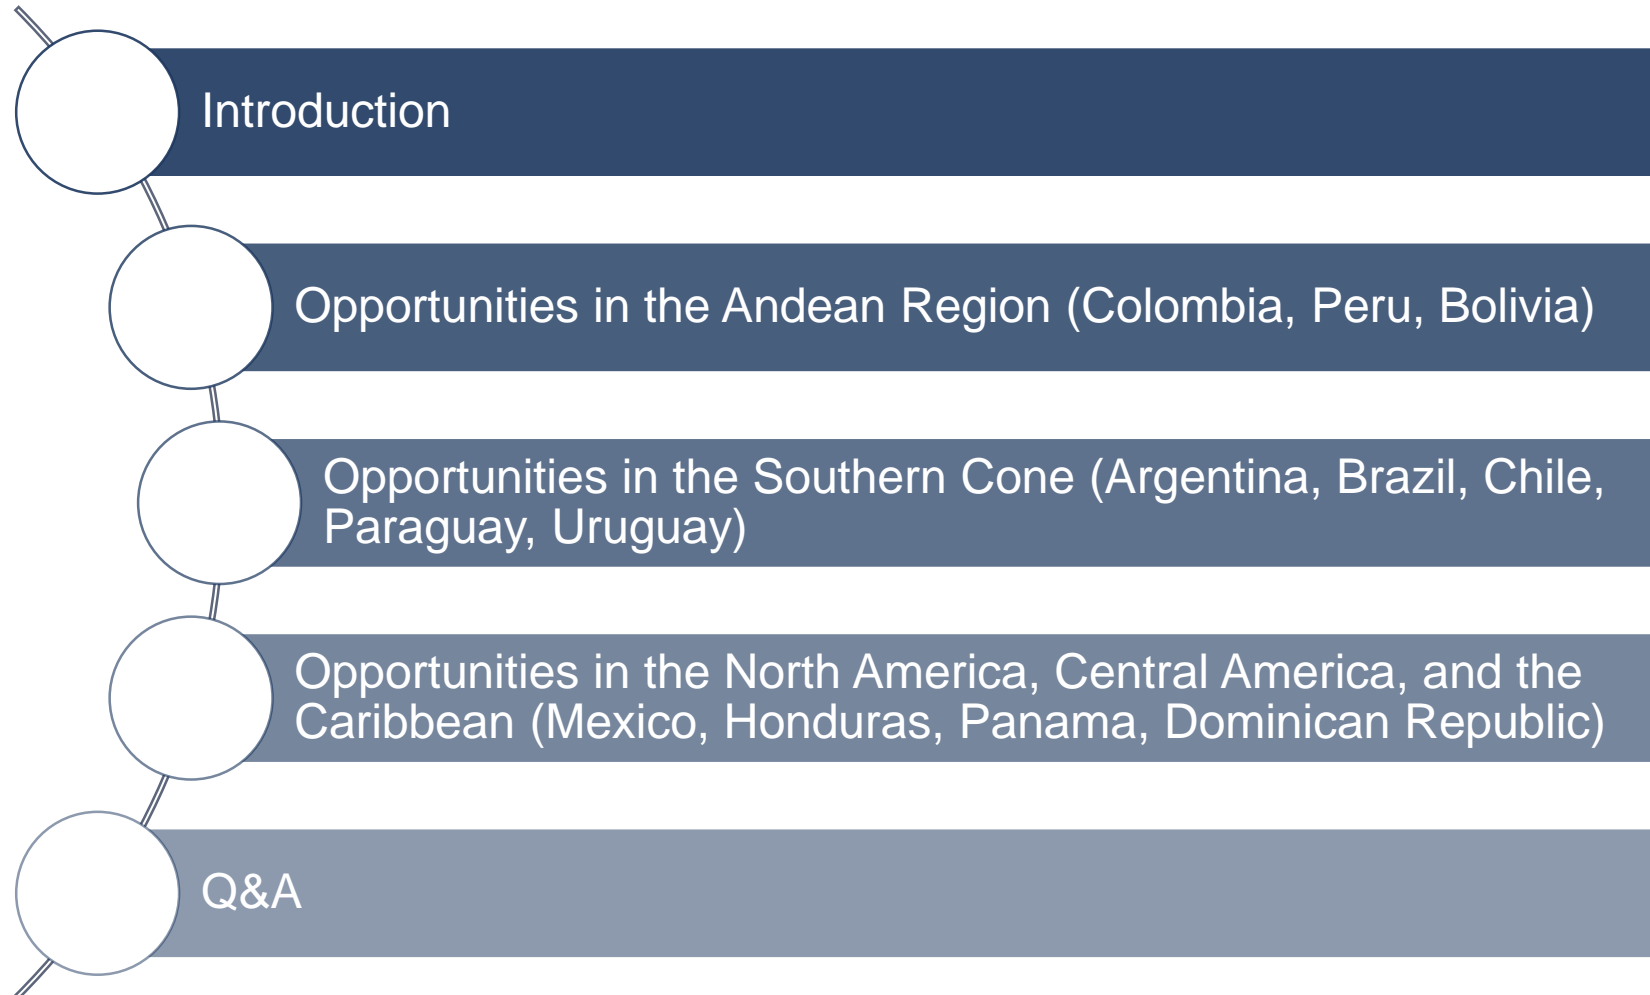 Introduction
Opportunities in the Andean Region (Colombia, Peru, Bolivia)
Opportunities in the Southern Cone (Argentina, Brazil, Chile,
Paraguay, Uruguay)
Opportunities in the North America, Central America, and the
Caribbean (Mexico, Honduras, Panama, Dominican Republic)
Q&A